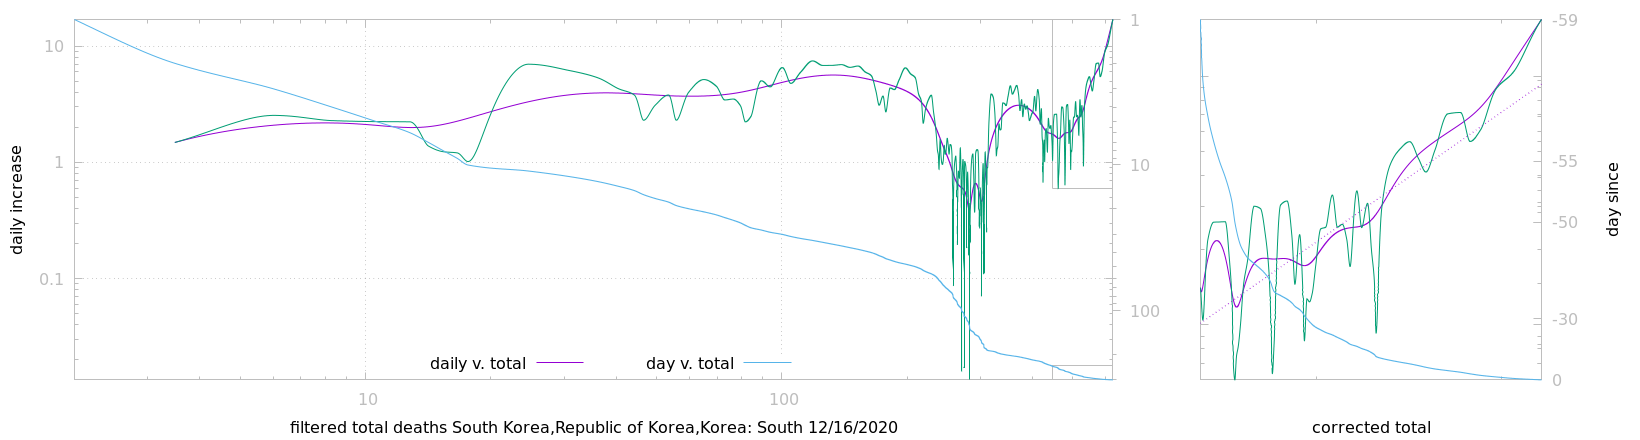 10
1
0.1
daily increase
daily v. total
day v. total
1
10
100
10
100
filtered total deaths South Korea,Republic of Korea,Korea: South 12/16/2020
-59
-55
-50
-30
0
day since
corrected total